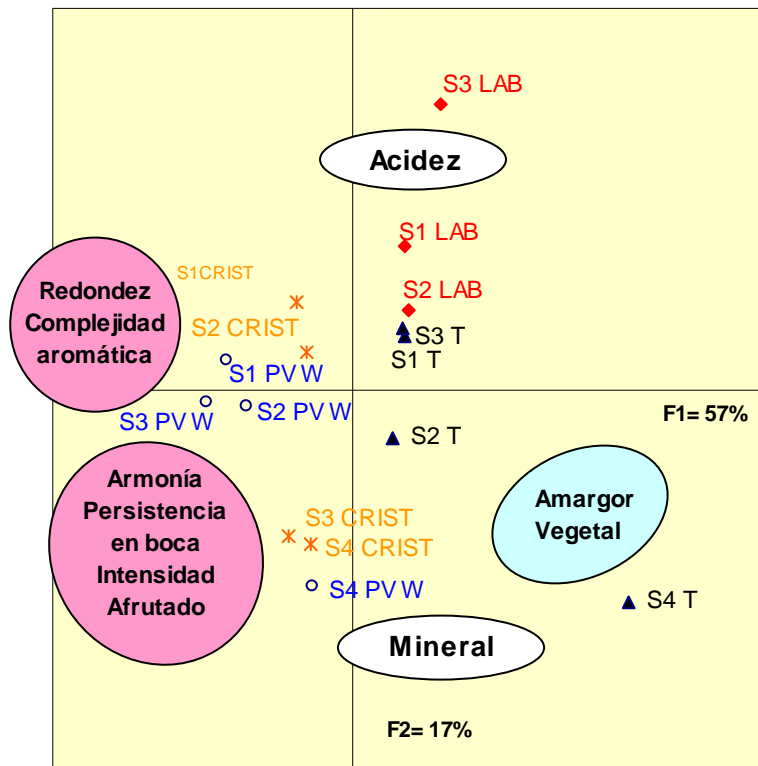 S3 LAB
Acidez
S1 LAB
S1CRIST
Redondez
Complejidad
aromática
S2 LAB
S2 CRIST
S3 T
S1 T
S1 PV W
S3 PV W
S2 PV W
F1= 57%
S2 T
Armonía
Persistencia
en boca
Intensidad
Afrutado
Amargor
Vegetal
S3 CRIST
S4 CRIST
S4 PV W
S4 T
Mineral
F2= 17%